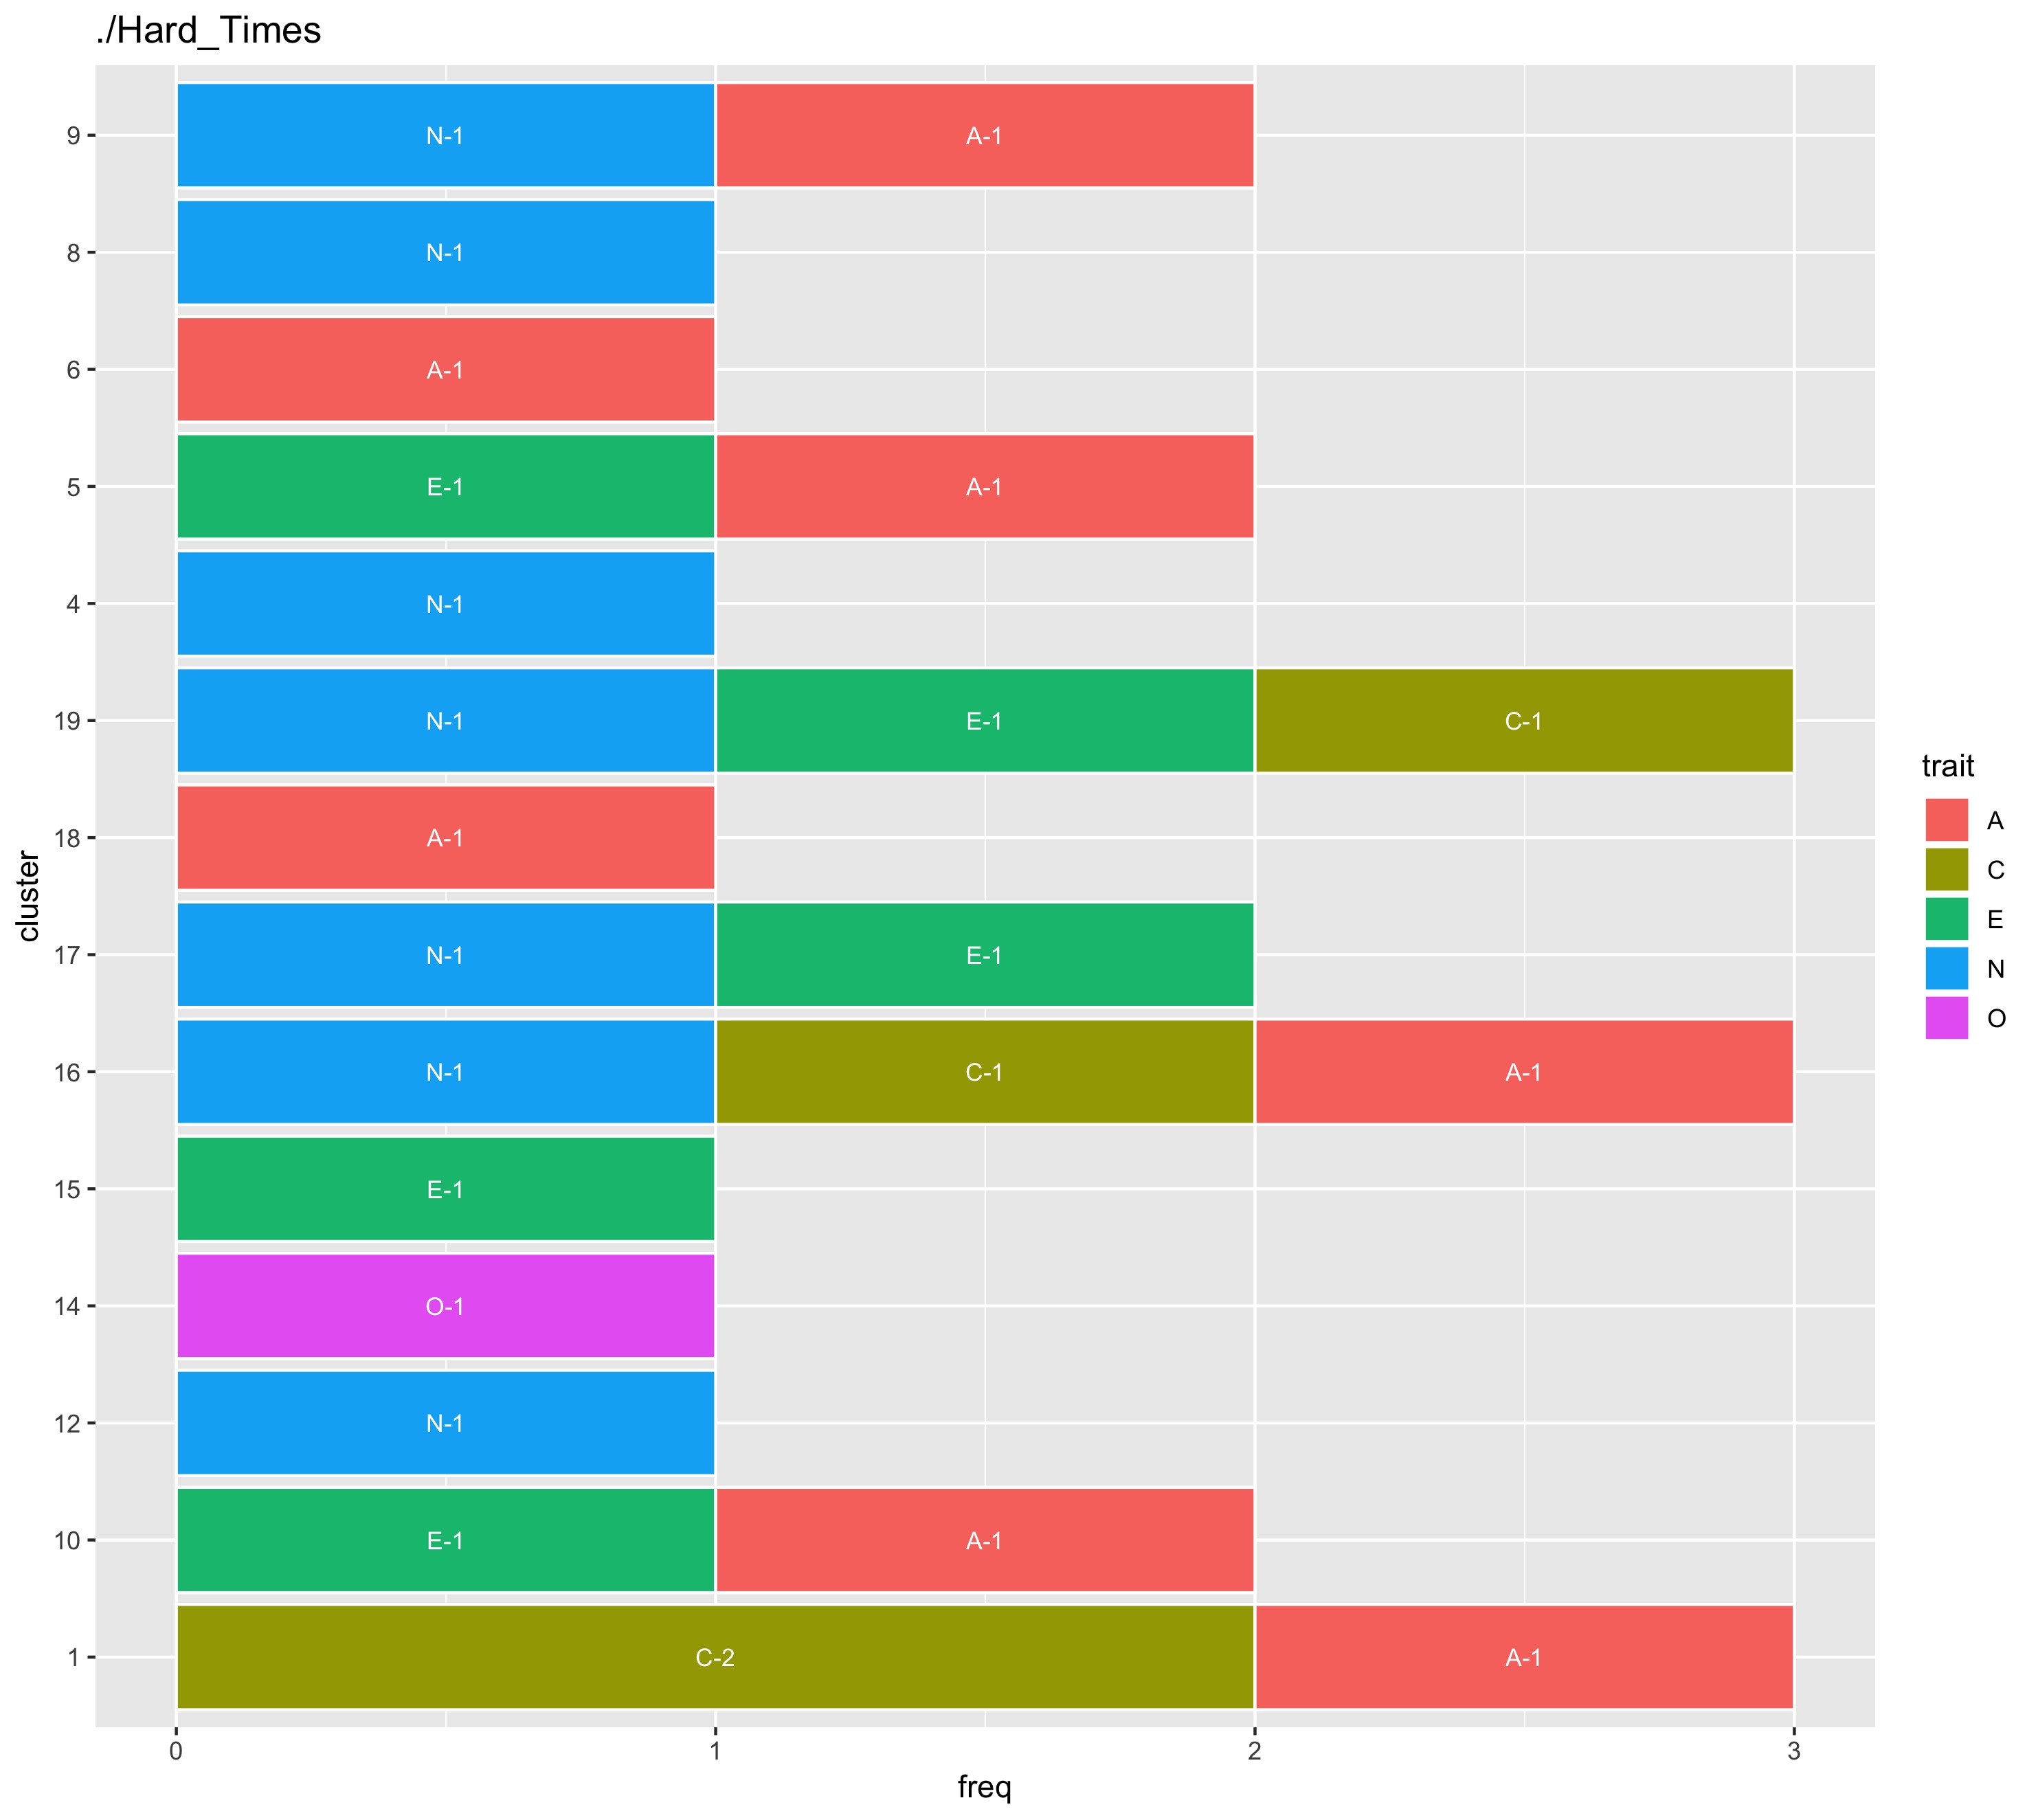 ./Hard_Times
9 N-1 A-1
8 N-1
6 A-1
5 E-1 A-1
4 N-1
19 N-1 E-1 C-1
18 A-1
17 N-1 E-1
16 N-1 C-1 A-1
15 E-1
14 O-1
12 N-1
10 E-1 A-1
1 C-2 A-1
0 1 2 3
freq
cluster
trait
A
C
E
N
O